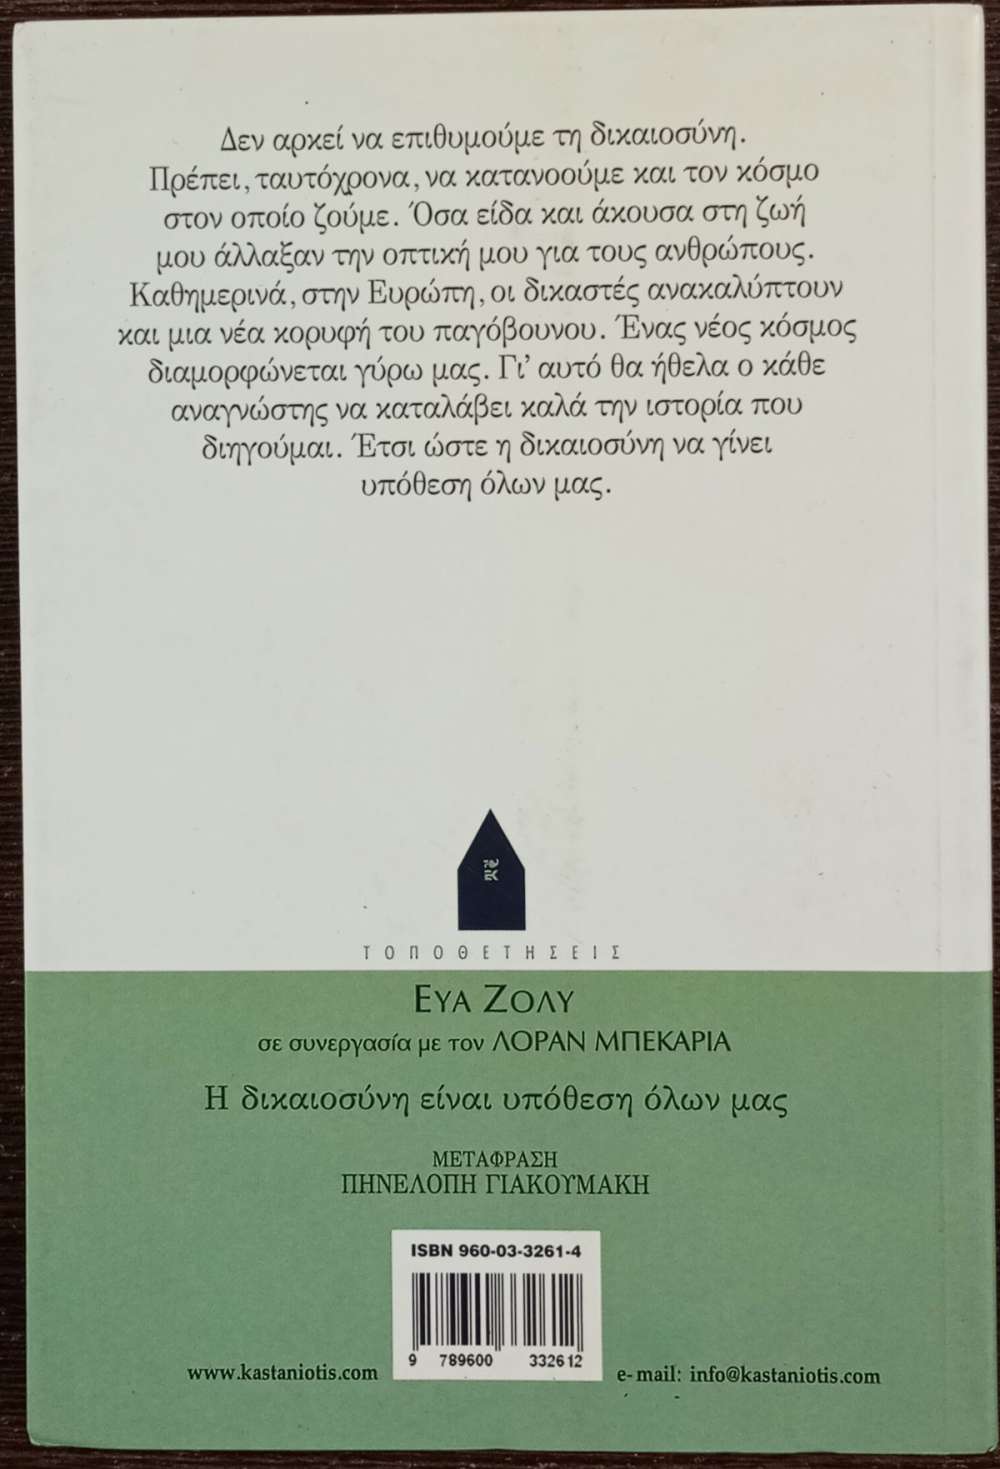 Δεν αρκεί να επιθυμούμε τη δικαιοσύνη.
Πρέπει, ταυτόχρονα, να κατανοούμε και τον κόσμο
στον οποίο ζούμε. Όσα είδα και άκουσα στη ζωή
μου άλλαξαν την οπτική μου για τους ανθρώπους.
Καθημερινά, στην Ευρώπη, οι δικαστές ανακαλύπτουν
και μια νέα κορυφή του παγόβουνου. Ένας νέος κόσμος
διαμορφώνεται γύρω μας. Γι' αυτό θα ήθελα ο κάθε
αναγνώστης να καταλάβει καλά την ιστορία που
διηγούμαι. Έτσι ώστε η δικαιοσύνη να γίνει
υπόθεση όλων μας.
ΕΚ
ΤΟΠΟΘΕΤΗΣΕΙΣ
ΕΥΑ ΖΟΛΥ
σε συνεργασία με τον ΛΟΡΑΝ ΜΠΕΚΑΡΙΑ
Η δικαιοσύνη είναι υπόθεση όλων μας
ΜΕΤΑΦΡΑΣΗ
ΠΗΝΕΛΟΠΗ ΓΙΑΚΟΥΜΑΚΗ
ISBN 960-03-3261-4
9 789600 332612
www.kastaniotis.com
e-mail: info@kastaniotis.com